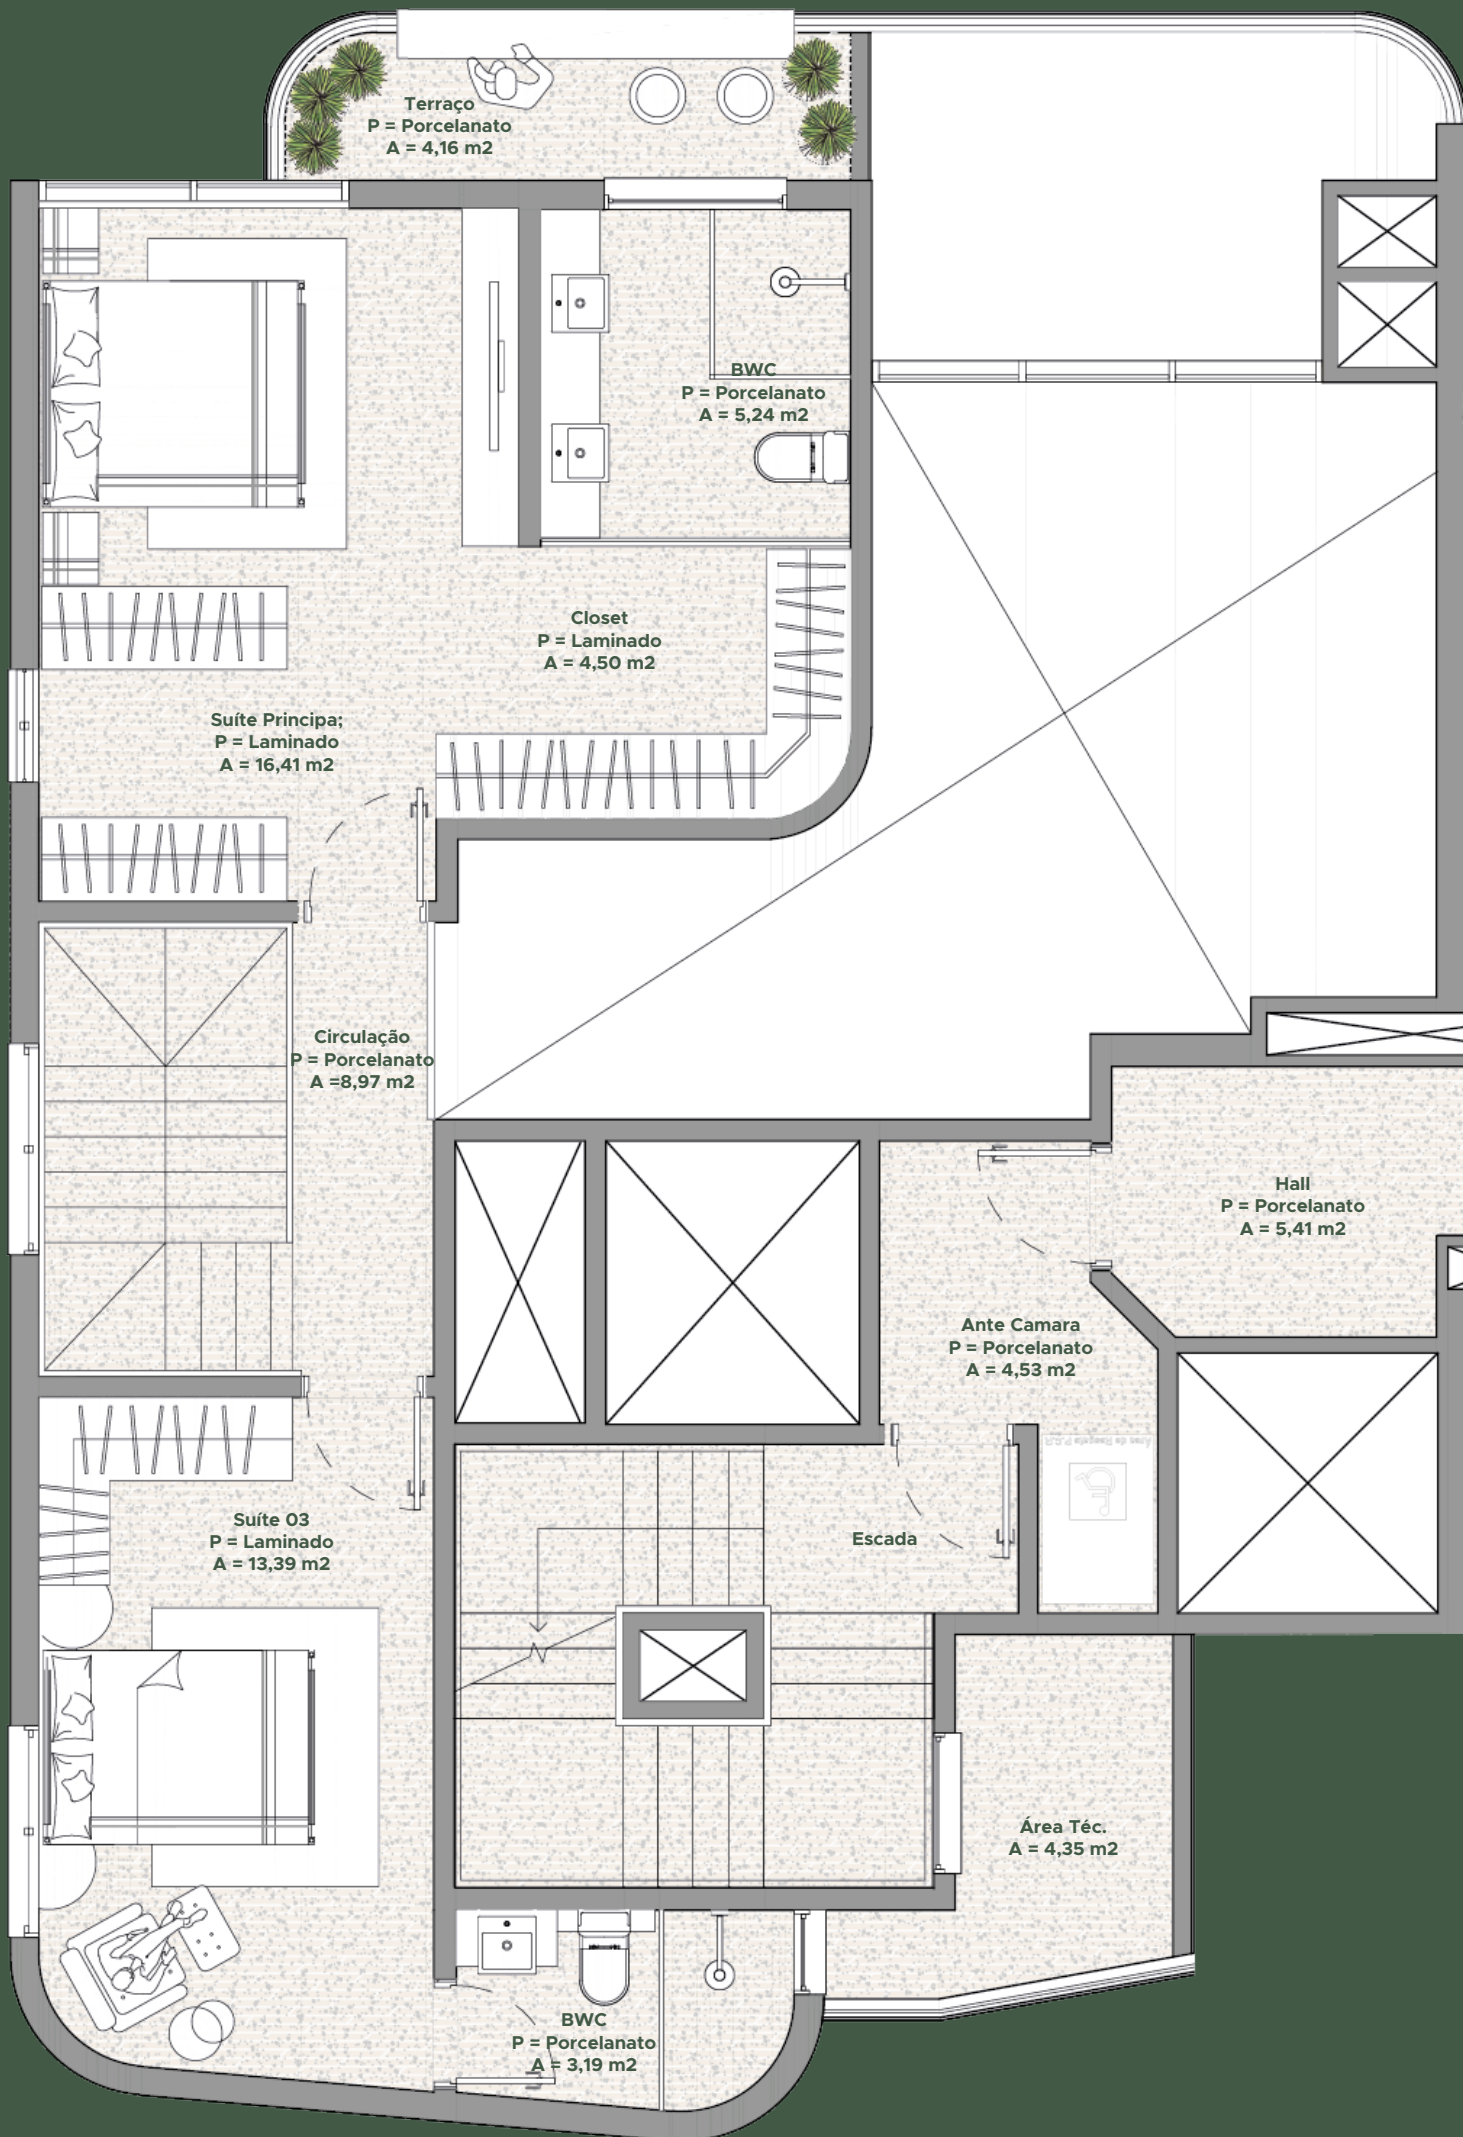 Terraço
P = Porcelanato
A = 4,16 m2
BWC
P = Porcelanato
A = 5,24 m2
Closet
P = Laminado
A = 4,50 m2
Suíte Principa;
P = Laminado
A = 16,41 m2
Circulação
P = Porcelanato
A =8,97 m2
Hall
P = Porcelanato
A = 5,41 m2
Ante Camara
P = Porcelanato
A = 4,53 m2
Suíte 03
P = Laminado
A = 13,39 m2
Escada
Área Téc.
A = 4,35 m2
BWC
P = Porcelanato
A = 3,19 m2